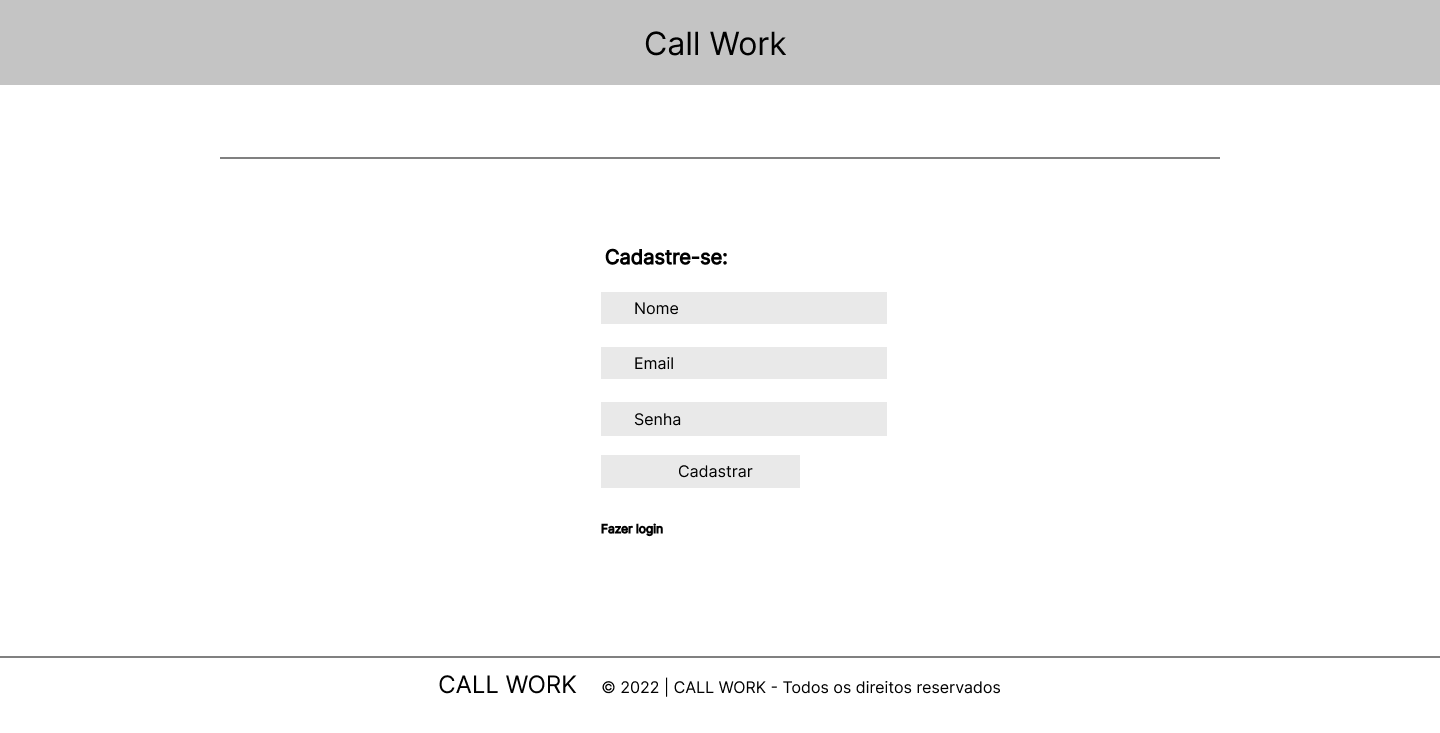 Call Work
Cadastre-se:
Nome
Email
Senha
Cadastrar
Fazer login
CALL WORK © 2022 | CALL WORK - Todos os direitos reservados